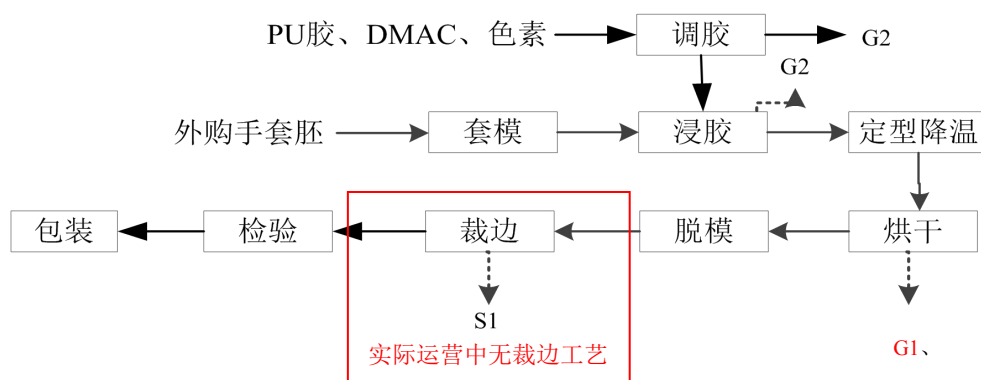 PU胶、DMAC、色素 调胶 G2
G2
外购手套胚 套模 浸胶 定型降温
包装 检验 裁边 脱模 烘干
S1
实际运营中无裁边工艺
G1、